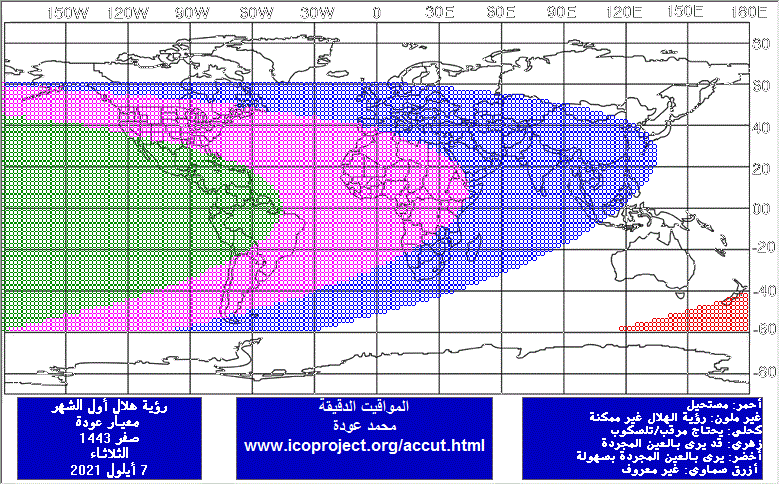 150W 120W 90W 60W 30W 0 30E 60E 90E 120E 150E 180E
80
60
40
20
00
-20
-40
-60
-80
رؤية هلال أول الشهر
معيار عودة
صفر 1443
الثلاثاء
7 أيلول 2021
المواقيت الدقيقة
محمد عودة
www.icoproject.org/accut.html
أحمر: مستحيل
غير ملون: رؤية الهلال غير ممكنة
كحلي: يحتاج مرقب/تلسكوب
زهري: قد يرى بالعين المجردة
أخضر: يرى بالعين المجردة بسهولة
أزرق سماوي: غير معروف